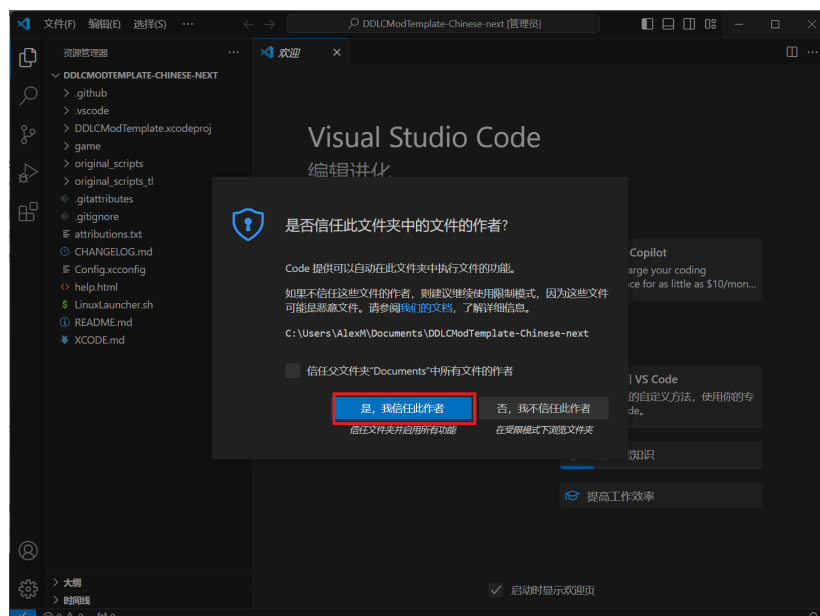 文件(F) 编辑(E) 选择(S) ··· DDLCModTemplate-Chinese-next [管理员]
资源管理器 ···
欢迎
DDLCMODTEMPLATE-CHINESE-NEXT
.github
.vscode
DDLCModTemplate.xcodeproj
game
original_scripts
original_scripts_tl
.gitattributes
.gitignore
attributions.txt
CHANGELOG.md
Config.xcconfig
help.html
LinuxLauncher.sh
README.md
XCODE.md
大纲
时间线
Visual Studio Code
编辑进化
是否信任此文件夹中的文件的作者?
Code 提供可以自动在此文件夹中执行文件的功能。
如果不信任这些文件的作者，则建议继续使用限制模式，因为这些文件
可能是恶意文件。请参阅我们的文档，了解详细信息。
C:\Users\AlexM\Documents\DDLCModTemplate-Chinese-next
信任父文件夹"Documents"中所有文件的作者
是，我信任此作者
信任文件夹并启用所有功能
否，我不信任此作者
在受限模式下浏览文件夹
Copilot
arge your coding
ce for as little as $10/mon...
VS Code
的自定义方法，使用你的专
de。
知识
提高工作效率
启动时显示欢迎页